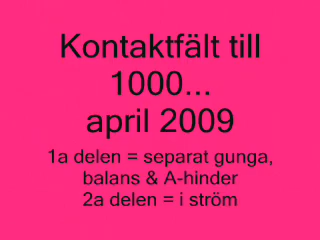 Kontaktfält till
1000...
april 2009
1a delen = separat gunga,
balans & A-hinder
2a delen = i ström